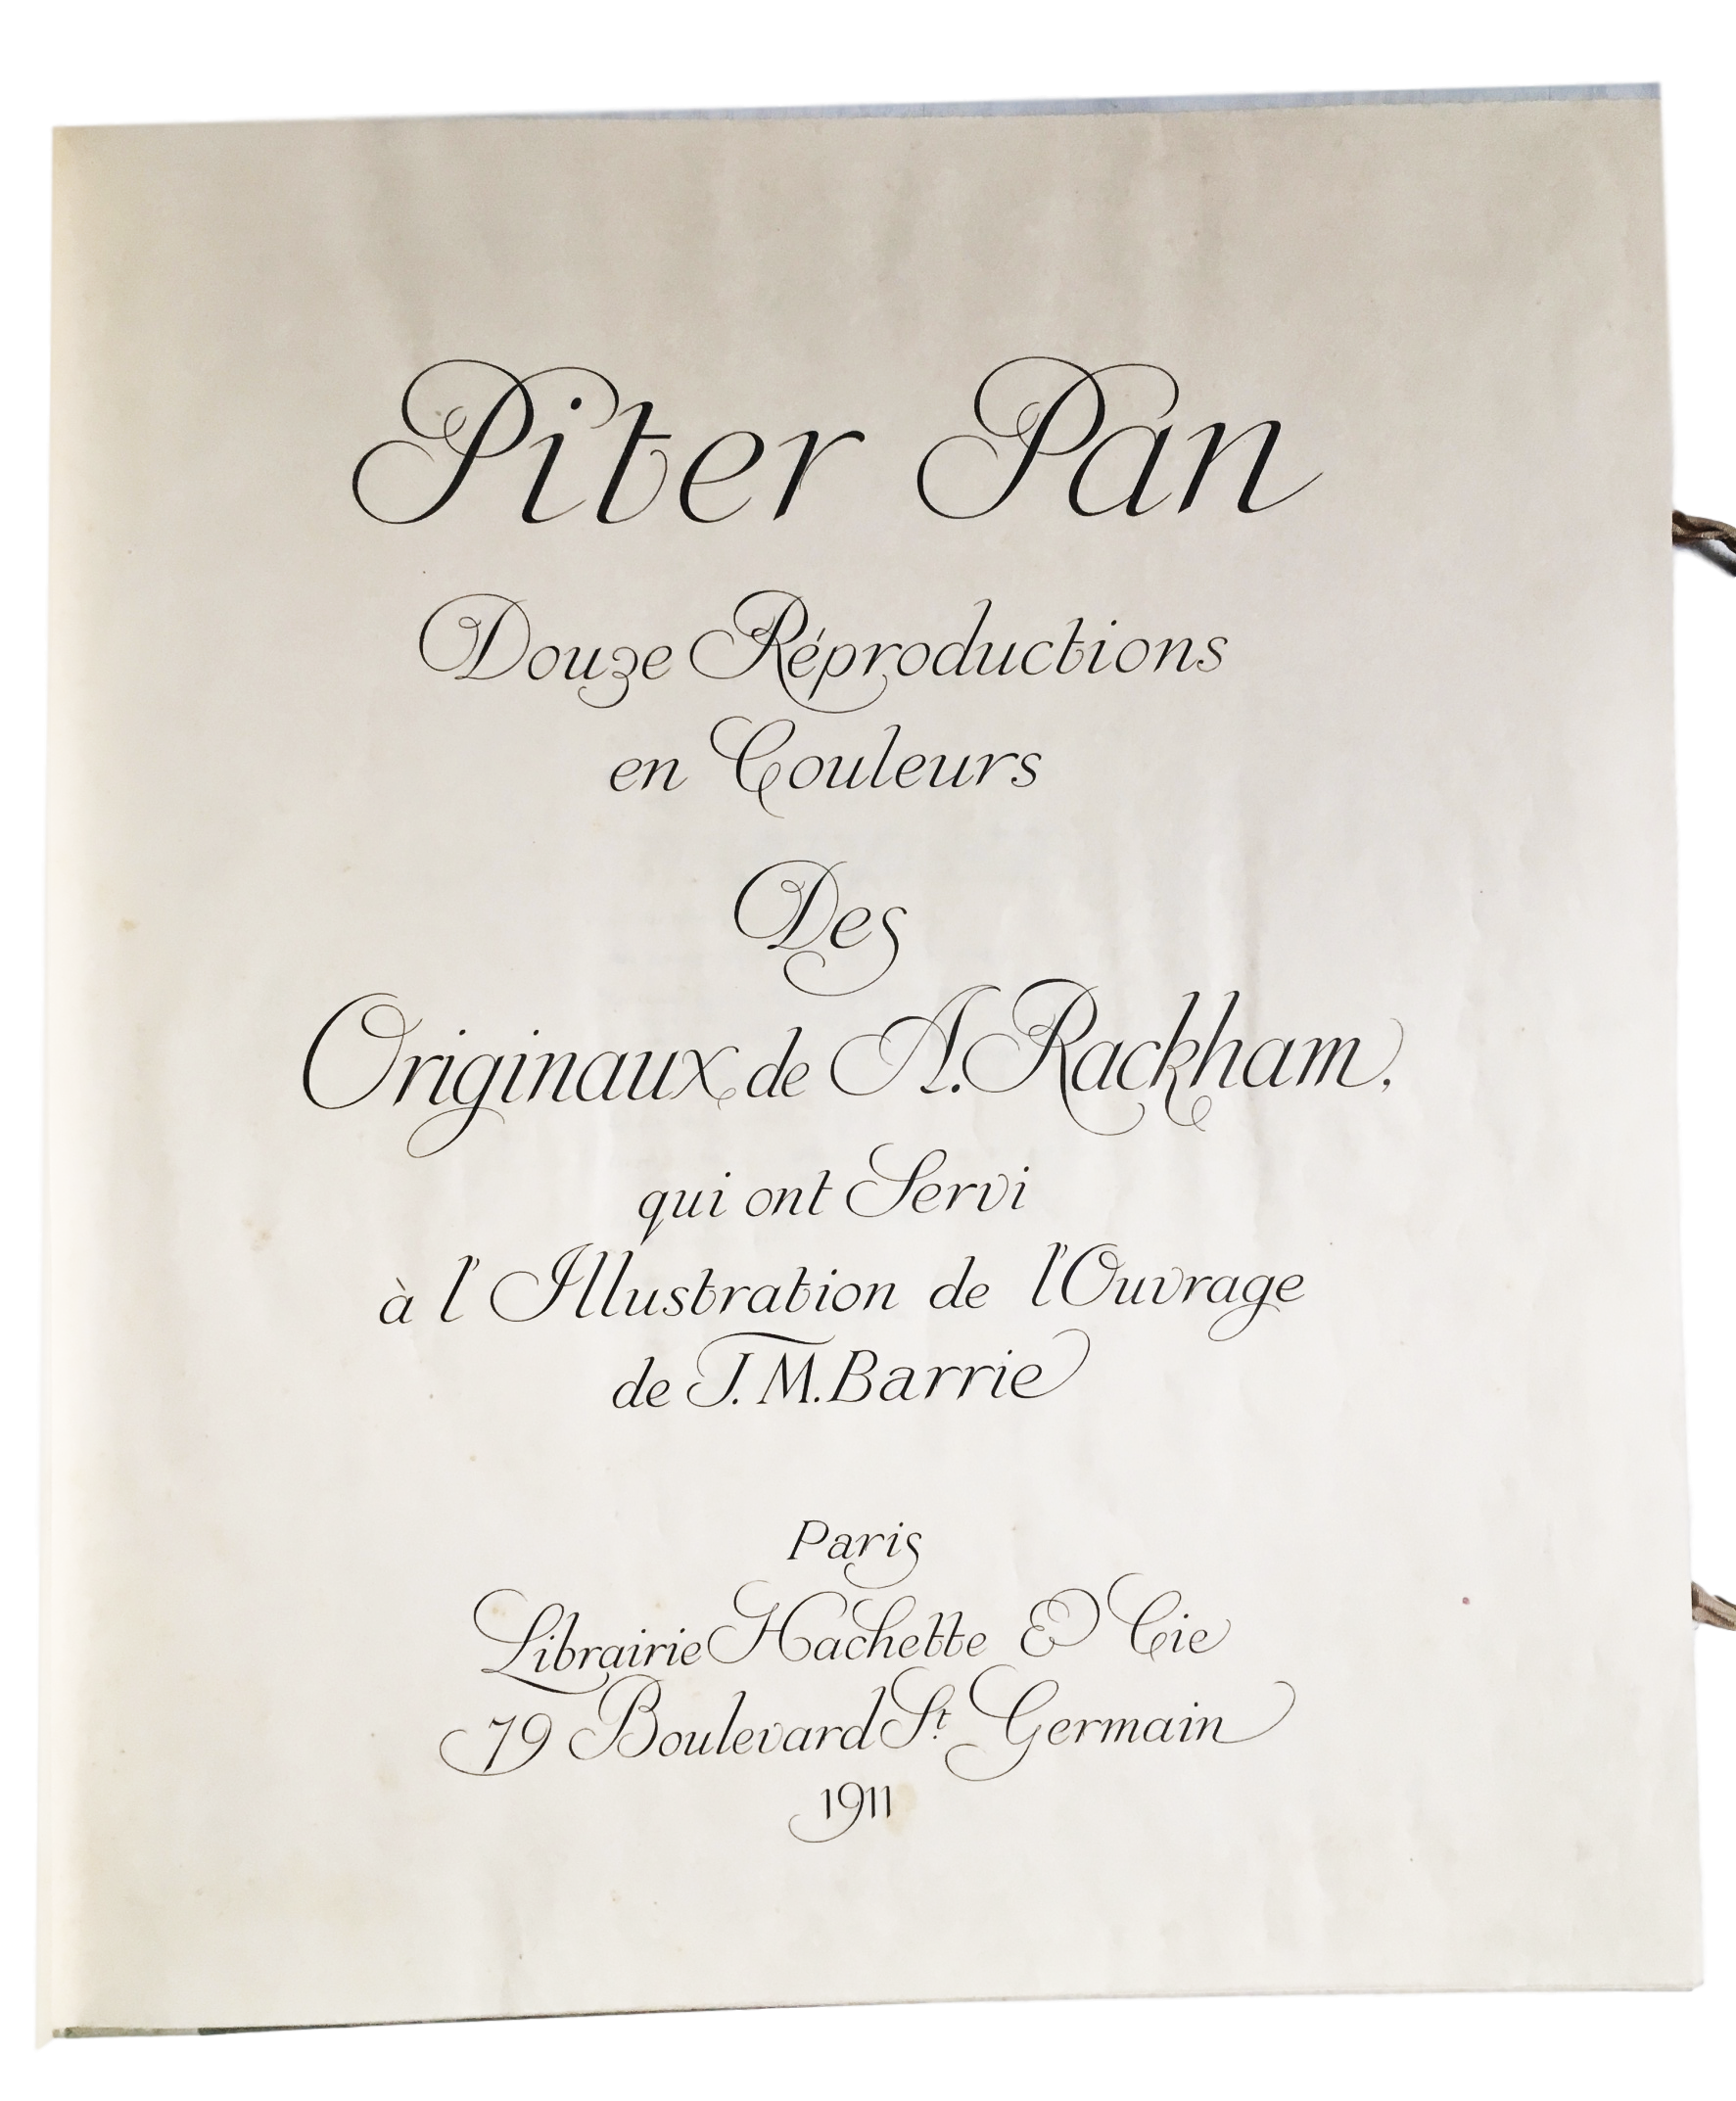 Piter Pan
Douze Réproductions
en Couleurs
Des
Originaux de A. Rackham,
qui ont Servi
à l'Illustration de l'Ouvrage
de J. M. Barrie
Paris
Librairie Hachette & Cie
79 Boulevard St. Germain
1911